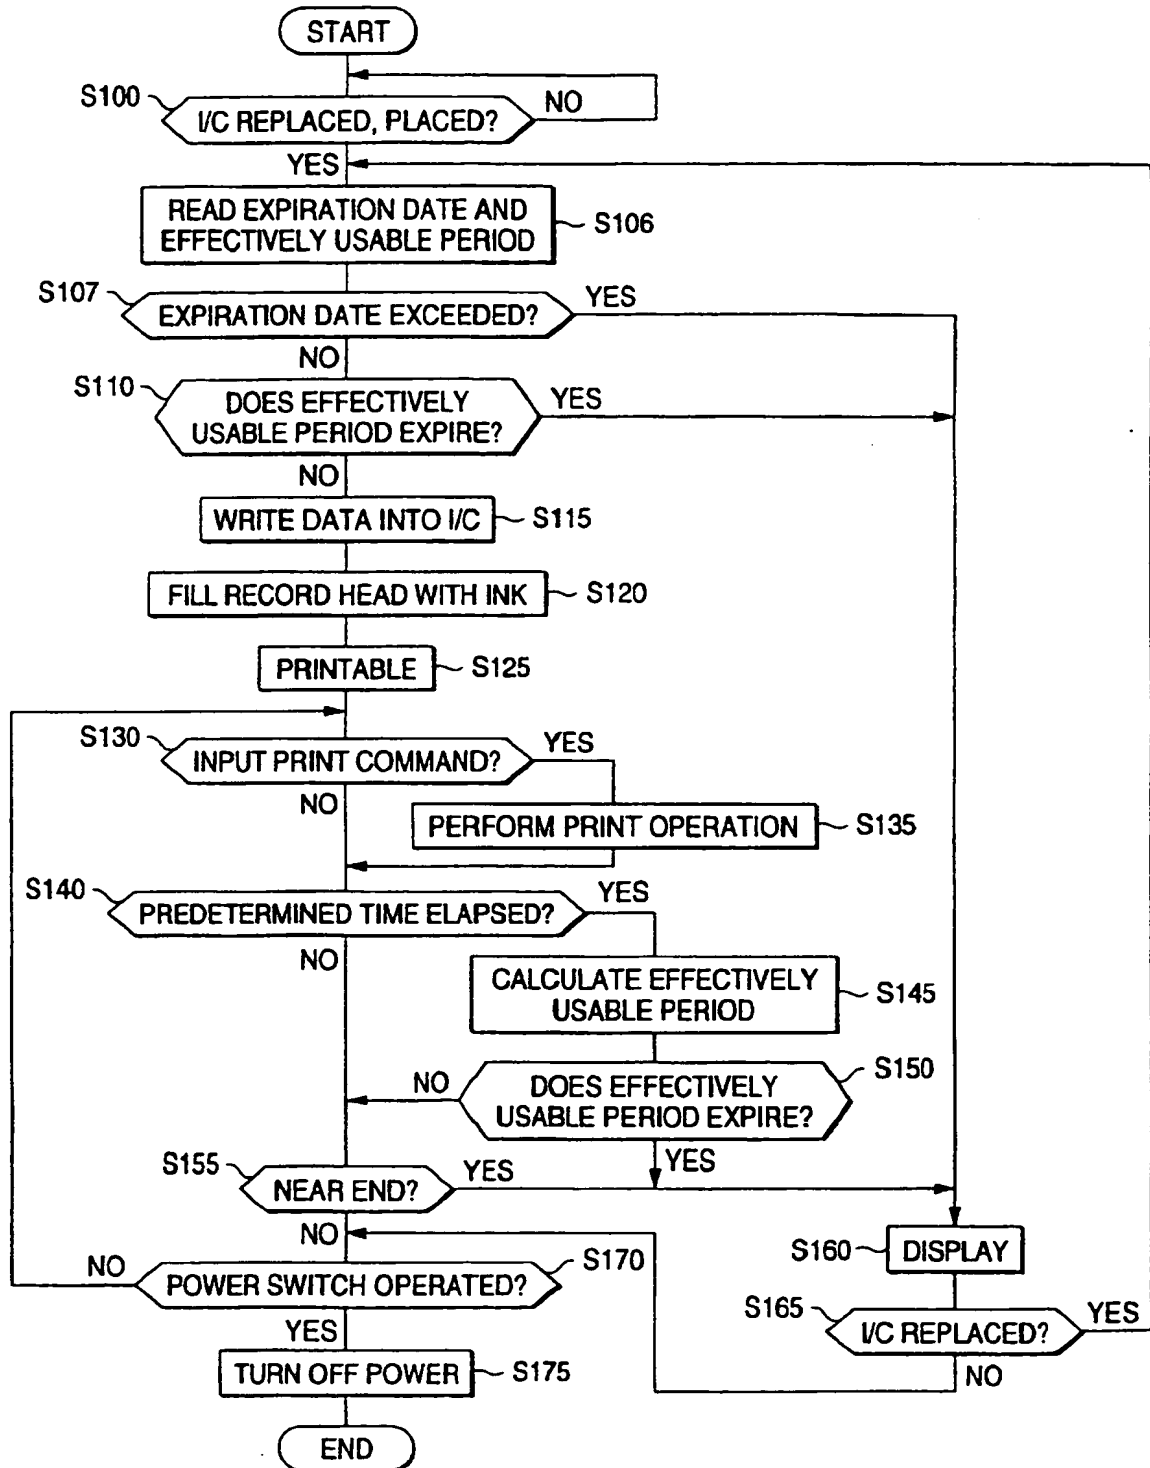 START
S100
I/C REPLACED, PLACED?
NO
YES
READ EXPIRATION DATE AND
EFFECTIVELY USABLE PERIOD
S106
S107
EXPIRATION DATE EXCEEDED?
YES
NO
S110
DOES EFFECTIVELY
USABLE PERIOD EXPIRE?
YES
NO
WRITE DATA INTO I/C
S115
FILL RECORD HEAD WITH INK
S120
PRINTABLE
S125
S130
INPUT PRINT COMMAND?
YES
NO
PERFORM PRINT OPERATION
S135
S140
PREDETERMINED TIME ELAPSED?
YES
NO
CALCULATE EFFECTIVELY
USABLE PERIOD
S145
S150
DOES EFFECTIVELY
USABLE PERIOD EXPIRE?
NO
YES
S155
NEAR END?
YES
NO
S160
DISPLAY
S170
POWER SWITCH OPERATED?
NO
YES
S165
I/C REPLACED?
YES
NO
TURN OFF POWER
S175
END